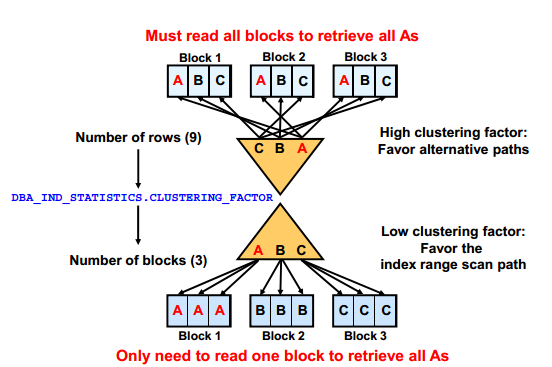 Must read all blocks to retrieve all As
Block 1 Block 2 Block 3
A B C A B C A B C
Number of rows (9)
C B A
High clustering factor:
Favor alternative paths
DBA_IND_STATISTICS.CLUSTERING_FACTOR
Number of blocks (3)
A B C
Low clustering factor:
Favor the
index range scan path
A A A B B B C C C
Block 1 Block 2 Block 3
Only need to read one block to retrieve all As